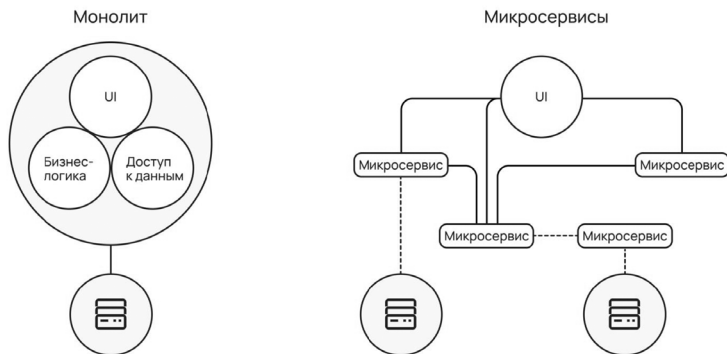 Монолит
Микросервисы
UI
Бизнес-
логика
Доступ
к данным
UI
Микросервис
Микросервис
Микросервис
Микросервис